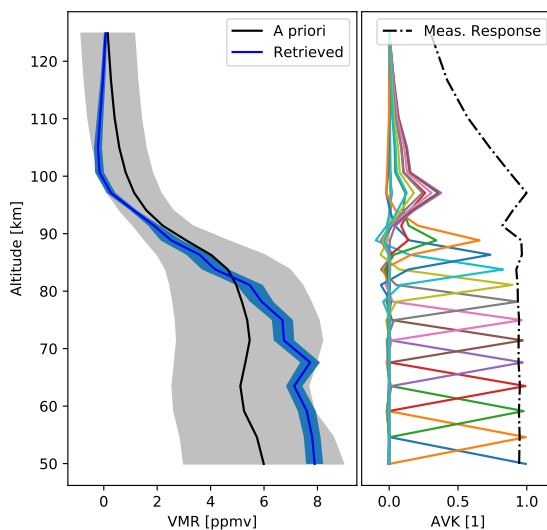 A priori
Retrieved
Meas. Response
120
110
100
90
80
70
60
50
Altitude [km]
0
2
4
6
8
VMR [ppmv]
0.0
0.5
1.0
AVK [1]